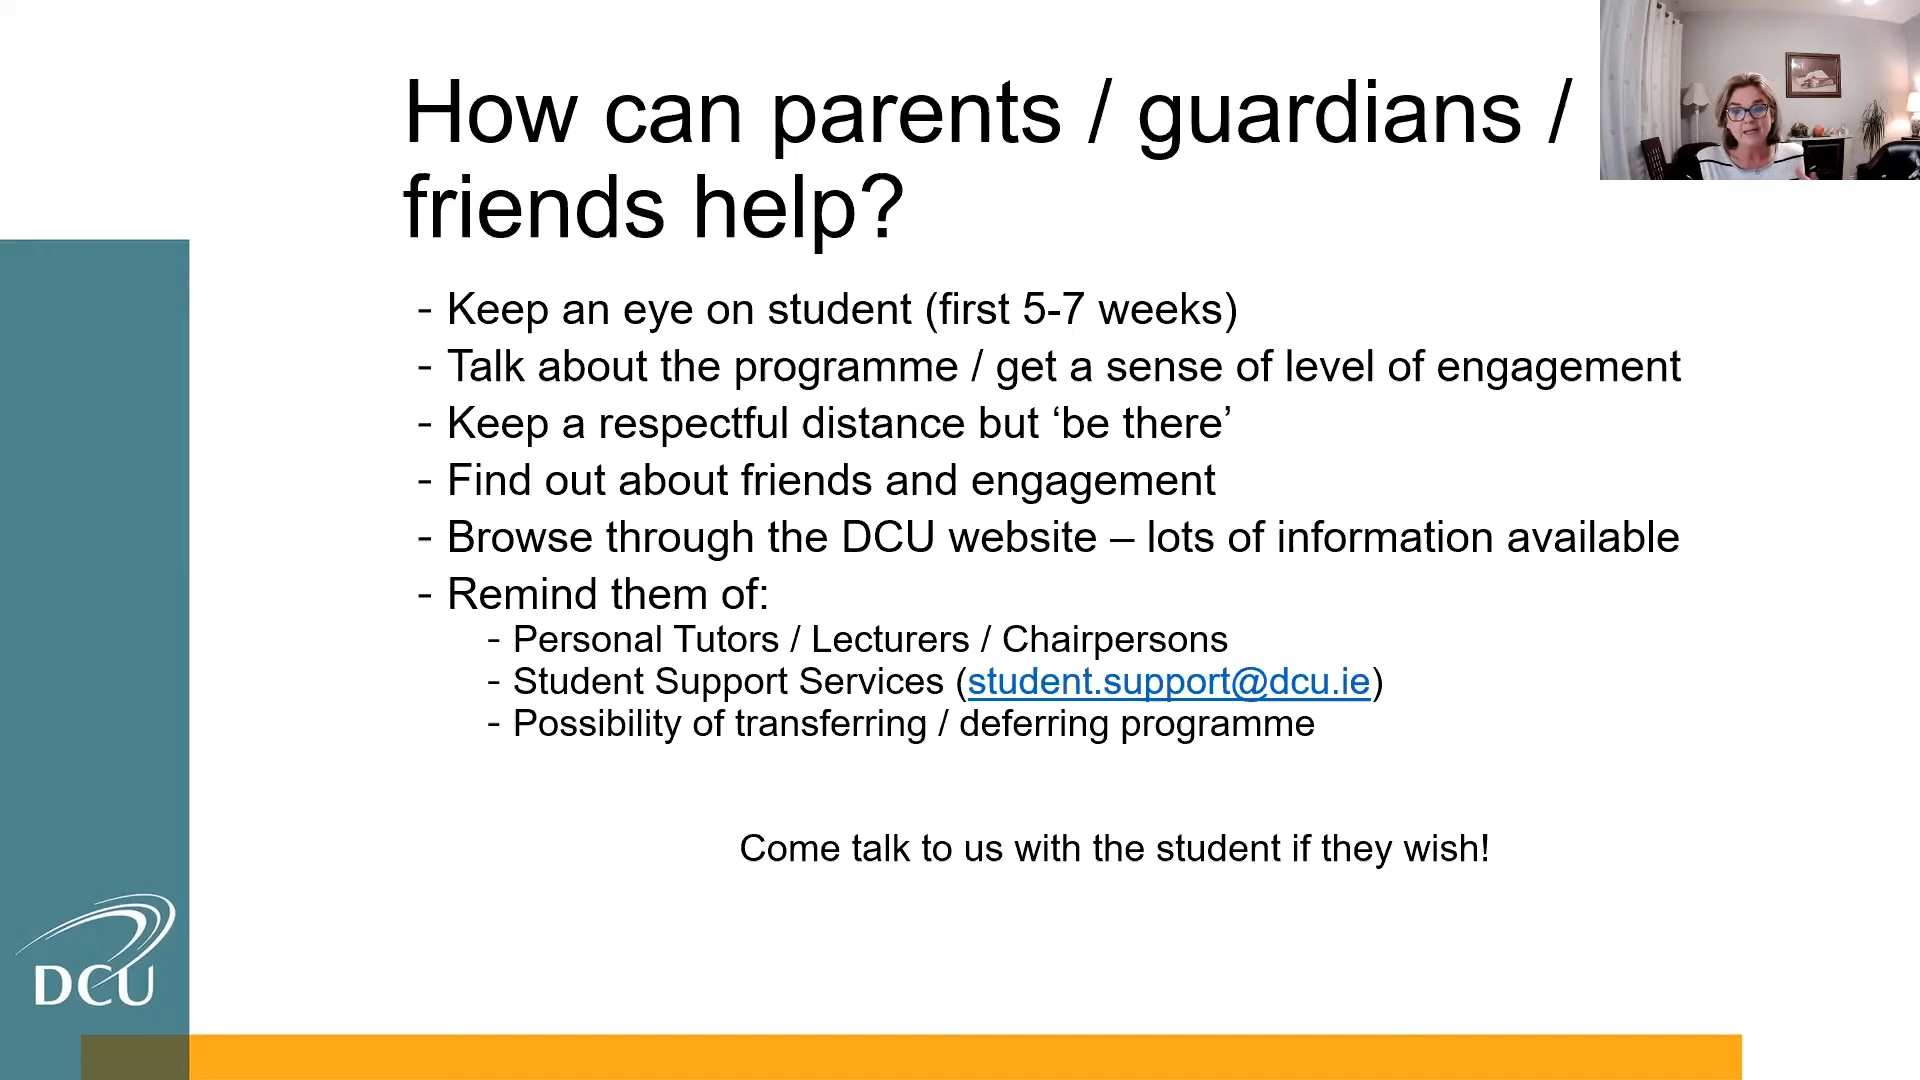 How can parents / guardians /
friends help?
- Keep an eye on student (first 5-7 weeks)
- Talk about the programme / get a sense of level of engagement
- Keep a respectful distance but ‘be there’
- Find out about friends and engagement
- Browse through the DCU website – lots of information available
- Remind them of:
- Personal Tutors / Lecturers / Chairpersons
- Student Support Services (student.support@dcu.ie)
- Possibility of transferring / deferring programme
Come talk to us with the student if they wish!
DCU